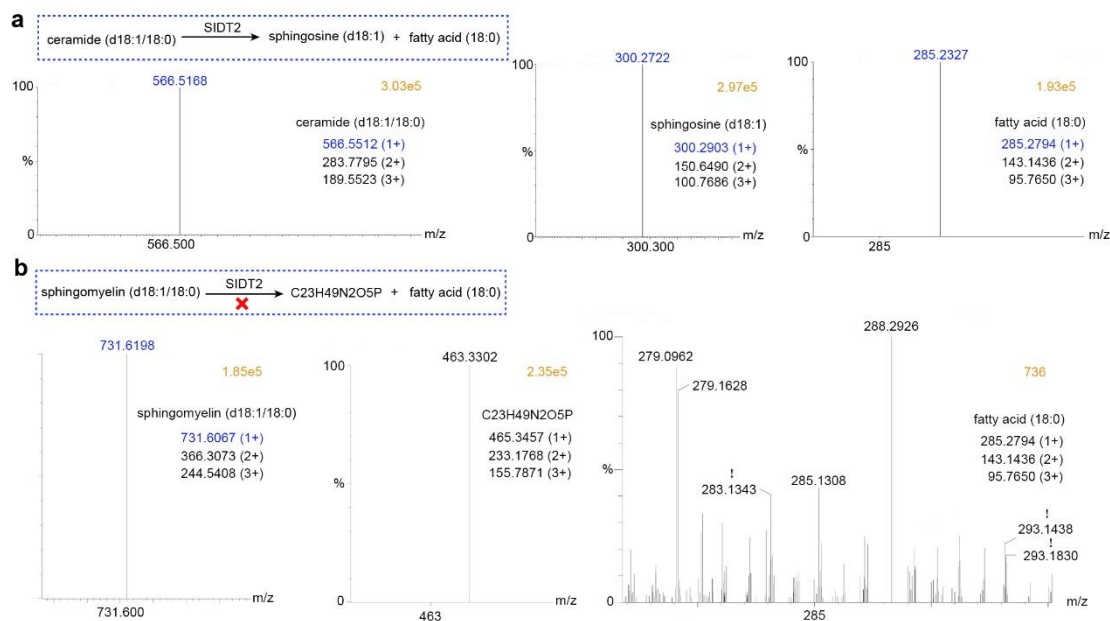 a
SIDT2
ceramide (d18:1/18:0) sphingosine (d18:1) + fatty acid (18:0)
100
566.5168
3.03e5
ceramide (d18:1/18:0)
566.5512 (1+)
283.7795 (2+)
189.5523 (3+)
%
0
566.500
m/z
100
300.2722
2.97e5
sphingosine (d18:1)
300.2903 (1+)
150.6490 (2+)
100.7686 (3+)
%
0
300.300
m/z
100
285.2327
1.93e5
fatty acid (18:0)
285.2794 (1+)
143.1436 (2+)
95.7650 (3+)
%
0
285
m/z
b
SIDT2
sphingomyelin (d18:1/18:0) C23H49N2O5P + fatty acid (18:0)
731.6198
1.85e5
sphingomyelin (d18:1/18:0)
731.6067 (1+)
366.3073 (2+)
244.5408 (3+)
731.600
m/z
100
463.3302
2.35e5
C23H49N2O5P
465.3457 (1+)
233.1768 (2+)
155.7871 (3+)
%
0
463
m/z
100
288.2926
279.0962
279.1628
736
fatty acid (18:0)
285.2794 (1+)
143.1436 (2+)
95.7650 (3+)
%
!
283.1343
285.1308
!
293.1438
!
293.1830
0
285
m/z